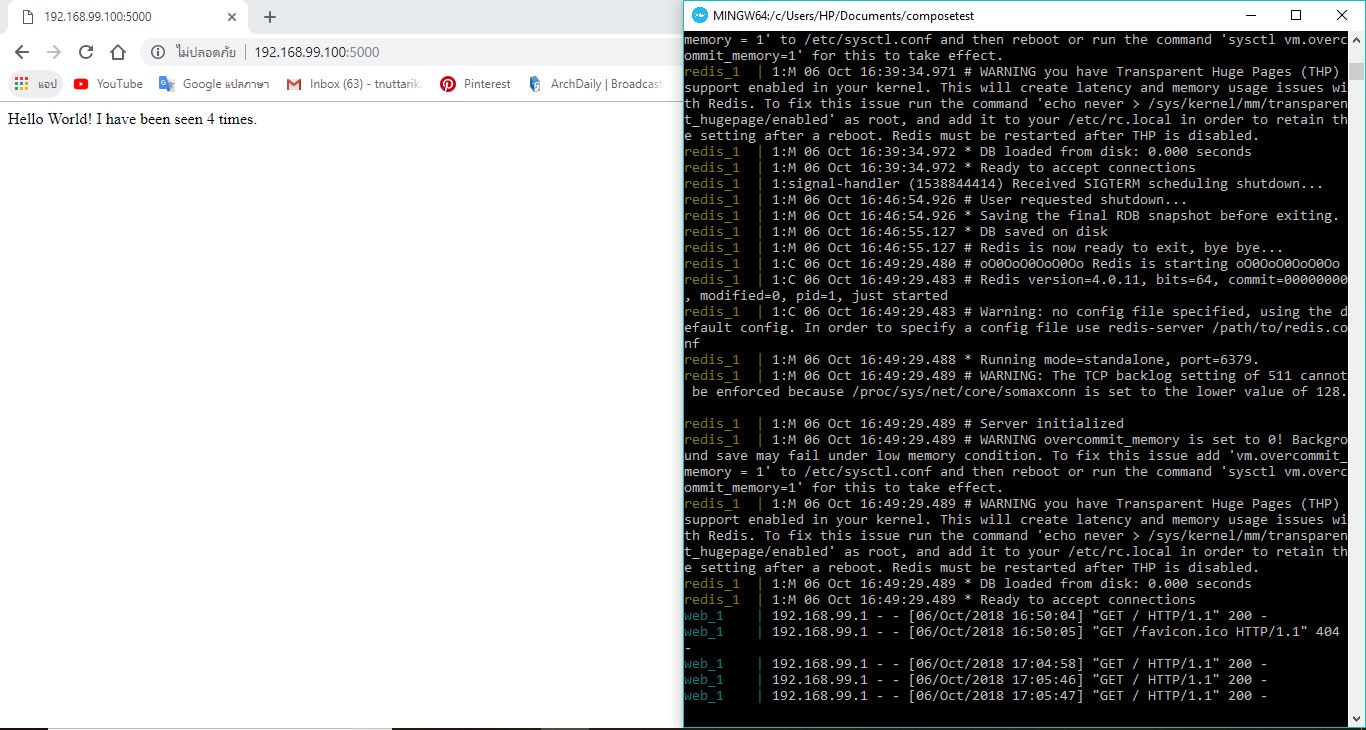 192.168.99.100:5000
ไม่ปลอดภัย 192.168.99.100:5000
แอป YouTube Google แปลภาษา Inbox (63) - tnuttarik Pinterest ArchDaily | Broadcast
Hello World! I have been seen 4 times.
MINGW64:/c/Users/HP/Documents/composetest
memory = 1' to /etc/sysctl.conf and then reboot or run the command 'sysctl vm.overc
ommit_memory=1' for this to take effect.
redis_1 | 1:M 06 Oct 16:39:34.971 # WARNING you have Transparent Huge Pages (THP)
support enabled in your kernel. This will create latency and memory usage issues wi
th Redis. To fix this issue run the command 'echo never > /sys/kernel/mm/transparen
t_hugepage/enabled' as root, and add it to your /etc/rc.local in order to retain th
e setting after a reboot. Redis must be restarted after THP is disabled.
redis_1 | 1:M 06 Oct 16:39:34.972 * DB loaded from disk: 0.000 seconds
redis_1 | 1:M 06 Oct 16:39:34.972 * Ready to accept connections
redis_1 | 1:signal-handler (1538844414) Received SIGTERM scheduling shutdown...
redis_1 | 1:M 06 Oct 16:46:54.926 # User requested shutdown...
redis_1 | 1:M 06 Oct 16:46:54.926 * Saving the final RDB snapshot before exiting.
redis_1 | 1:M 06 Oct 16:46:55.127 * DB saved on disk
redis_1 | 1:M 06 Oct 16:46:55.127 # Redis is now ready to exit, bye bye...
redis_1 | 1:C 06 Oct 16:49:29.480 # oO0OoO0OoO0Oo Redis is starting oO0OoO0OoO0Oo
redis_1 | 1:C 06 Oct 16:49:29.483 # Redis version=4.0.11, bits=64, commit=00000000
, modified=0, pid=1, just started
redis_1 | 1:C 06 Oct 16:49:29.483 # Warning: no config file specified, using the d
efault config. In order to specify a config file use redis-server /path/to/redis.co
nf
redis_1 | 1:M 06 Oct 16:49:29.488 * Running mode=standalone, port=6379.
redis_1 | 1:M 06 Oct 16:49:29.489 # WARNING: The TCP backlog setting of 511 cannot
be enforced because /proc/sys/net/core/somaxconn is set to the lower value of 128.
redis_1 | 1:M 06 Oct 16:49:29.489 # Server initialized
redis_1 | 1:M 06 Oct 16:49:29.489 # WARNING overcommit_memory is set to 0! Backgro
und save may fail under low memory condition. To fix this issue add 'vm.overcommit_
memory = 1' to /etc/sysctl.conf and then reboot or run the command 'sysctl vm.overc
ommit_memory=1' for this to take effect.
redis_1 | 1:M 06 Oct 16:49:29.489 # WARNING you have Transparent Huge Pages (THP)
support enabled in your kernel. This will create latency and memory usage issues wi
th Redis. To fix this issue run the command 'echo never > /sys/kernel/mm/transparen
t_hugepage/enabled' as root, and add it to your /etc/rc.local in order to retain th
e setting after a reboot. Redis must be restarted after THP is disabled.
redis_1 | 1:M 06 Oct 16:49:29.489 * DB loaded from disk: 0.000 seconds
redis_1 | 1:M 06 Oct 16:49:29.489 * Ready to accept connections
web_1 | 192.168.99.1 - - [06/Oct/2018 16:50:04] "GET / HTTP/1.1" 200 -
web_1 | 192.168.99.1 - - [06/Oct/2018 16:50:05] "GET /favicon.ico HTTP/1.1" 404
-
web_1 | 192.168.99.1 - - [06/Oct/2018 17:04:58] "GET / HTTP/1.1" 200 -
web_1 | 192.168.99.1 - - [06/Oct/2018 17:05:46] "GET / HTTP/1.1" 200 -
web_1 | 192.168.99.1 - - [06/Oct/2018 17:05:47] "GET / HTTP/1.1" 200 -